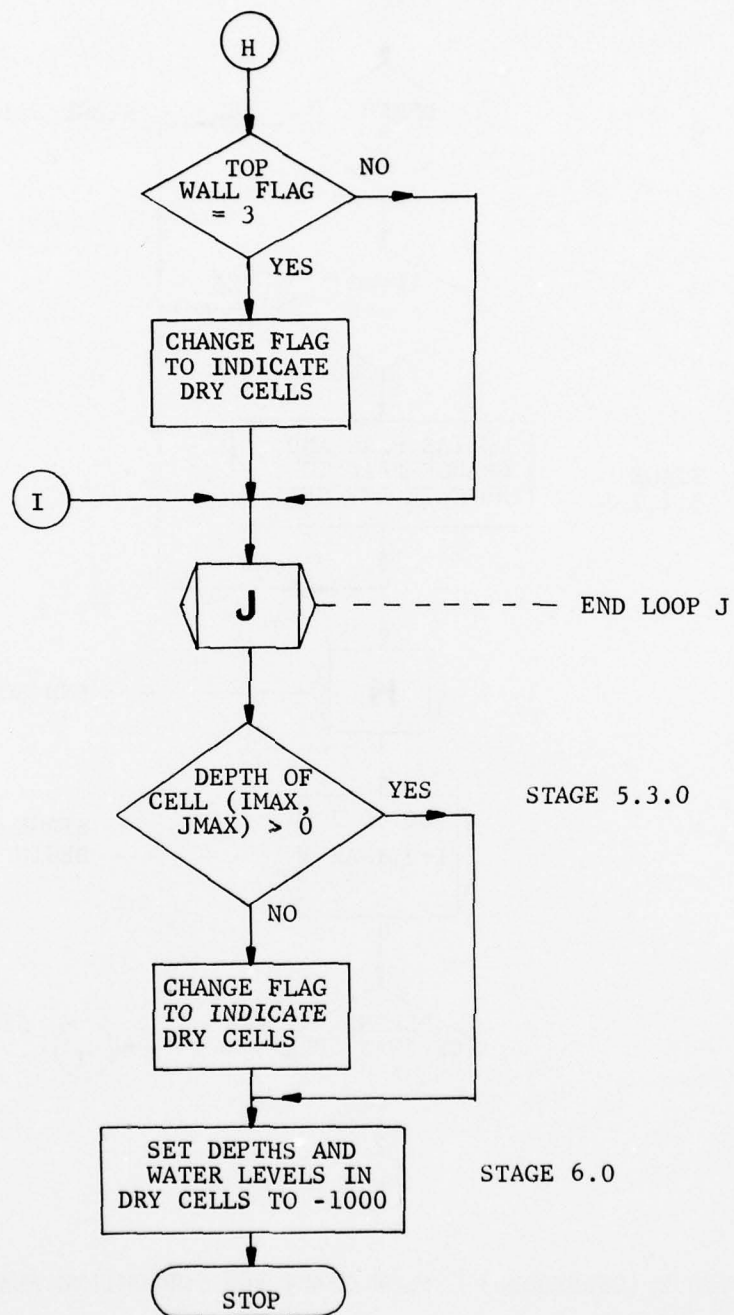 H
TOP
WALL FLAG
= 3
NO
YES
CHANGE FLAG
TO INDICATE
DRY CELLS
I
J
END LOOP J
DEPTH OF
CELL (IMAX,
JMAX) > 0
YES
STAGE 5.3.0
NO
CHANGE FLAG
TO INDICATE
DRY CELLS
SET DEPTHS AND
WATER LEVELS IN
DRY CELLS TO -1000
STAGE 6.0
STOP